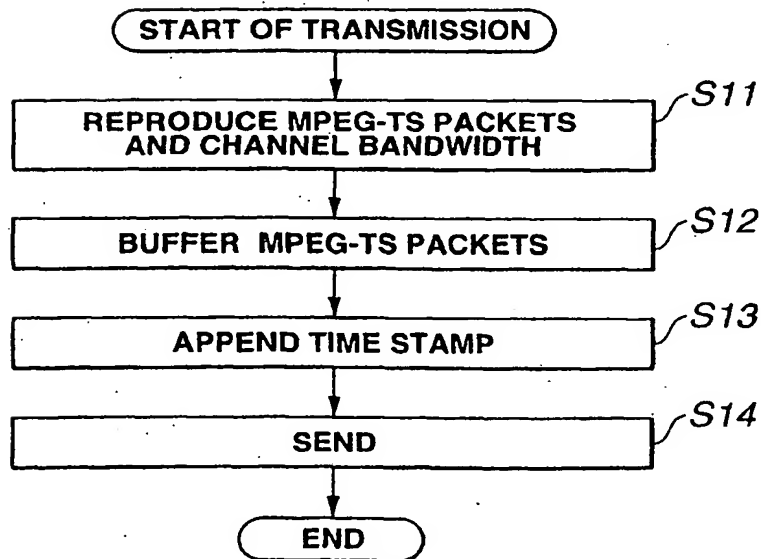 START OF TRANSMISSION
S11
REPRODUCE MPEG-TS PACKETS
AND CHANNEL BANDWIDTH
S12
BUFFER MPEG-TS PACKETS
S13
APPEND TIME STAMP
S14
SEND
END